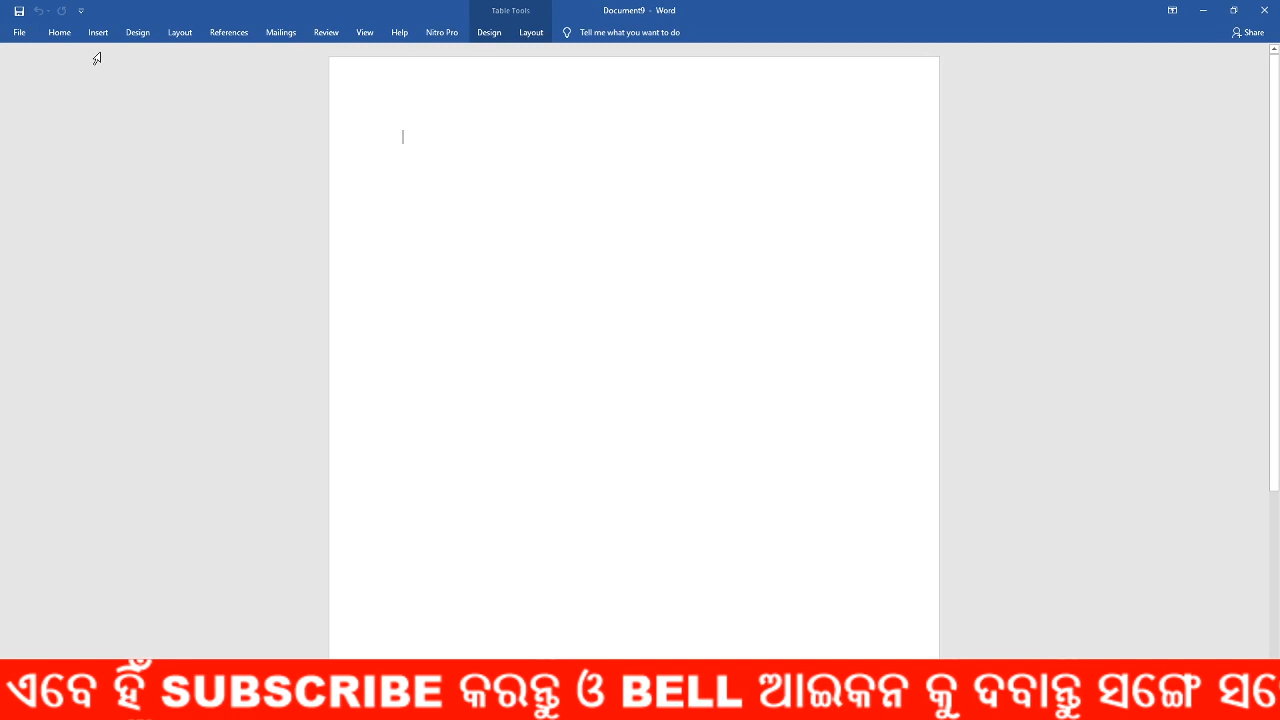 Table Tools
Document9 - Word
File Home Insert Design Layout References Mailings Review View Help Nitro Pro Design Layout Tell me what you want to do Share
ଏବେ ହିଁ SUBSCRIBE କରନ୍ତୁ ଓ BELL ଆଇକନ କୁ ଦବାନ୍ତୁ ସଙ୍ଗେ